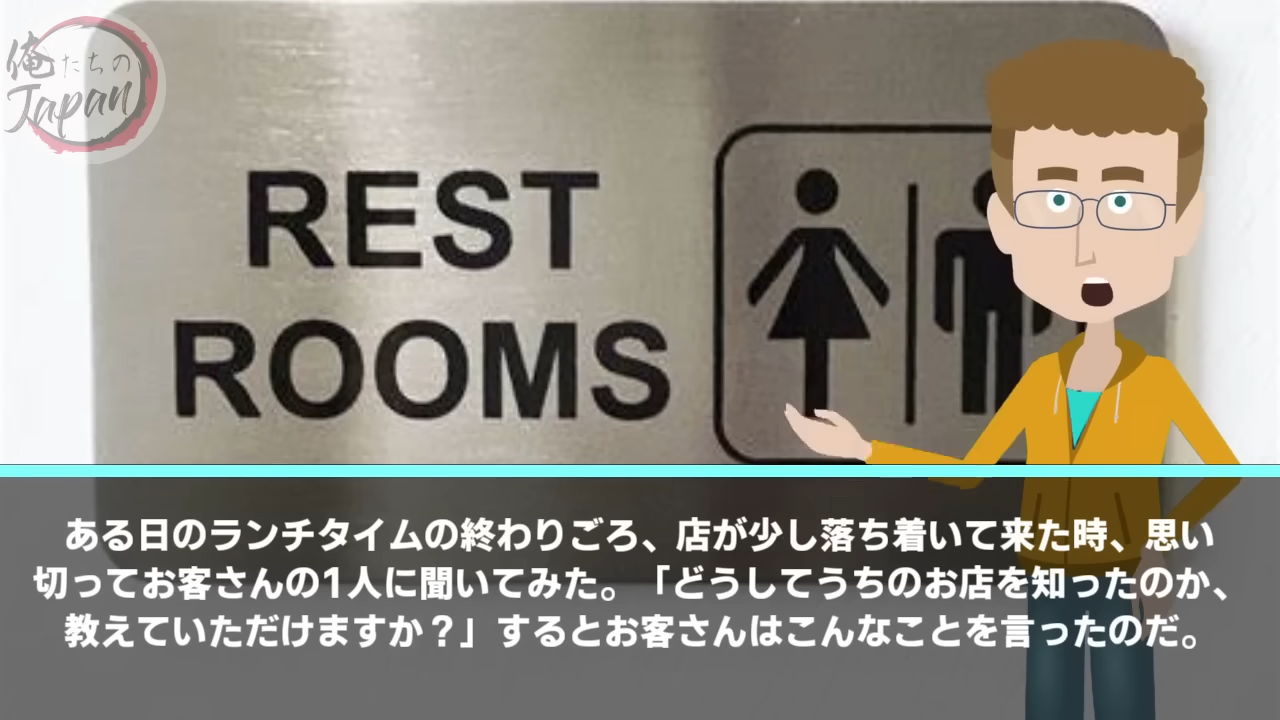 俺たちの
Japan
REST
ROOMS
ある日のランチタイムの終わりごろ、店が少し落ち着いて来た時、思い
切ってお客さんの1人に聞いてみた。「どうしてうちのお店を知ったのか、
教えていただけますか？」するとお客さんはこんなことを言ったのだ。